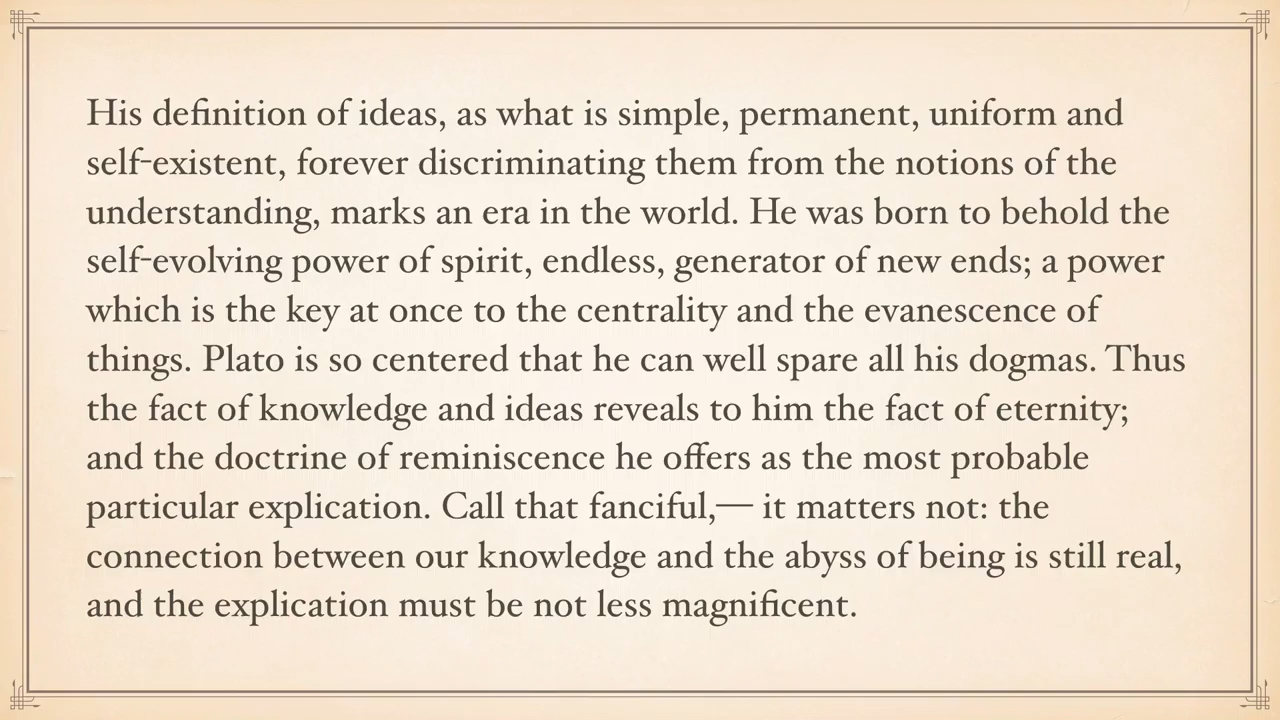 His definition of ideas, as what is simple, permanent, uniform and
self-existent, forever discriminating them from the notions of the
understanding, marks an era in the world. He was born to behold the
self-evolving power of spirit, endless, generator of new ends; a power
which is the key at once to the centrality and the evanescence of
things. Plato is so centered that he can well spare all his dogmas. Thus
the fact of knowledge and ideas reveals to him the fact of eternity;
and the doctrine of reminiscence he offers as the most probable
particular explication. Call that fanciful,— it matters not: the
connection between our knowledge and the abyss of being is still real,
and the explication must be not less magnificent.